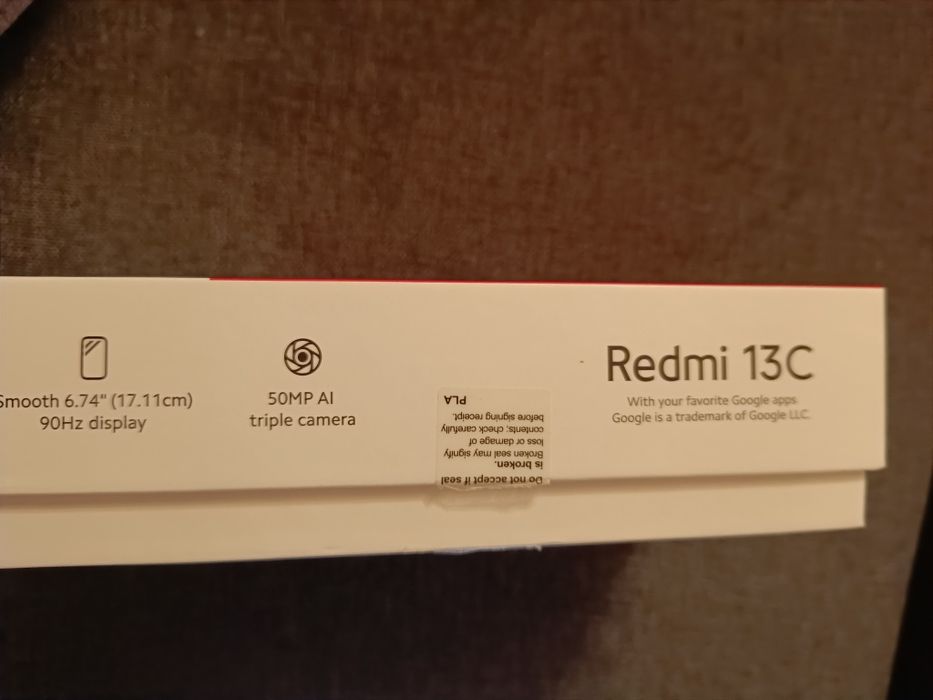 Smooth 6.74" (17.11cm)
90Hz display
50MP AI
triple camera
Do not accept if seal
is broken.
Broken seal may signify
loss or damage of
contents; check carefully
before signing receipt.
PLA
Redmi 13C
With your favorite Google apps
Google is a trademark of Google LLC.